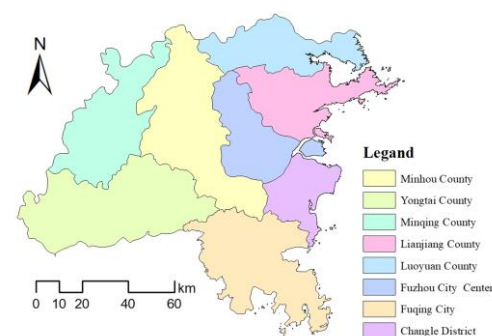 N
Legand
Minhou County
Yongtai County
Minqing County
Lianjiang County
Luoyuan County
Fuzhou City Center
Fuqing City
Changle District
km
0 10 20 40 60